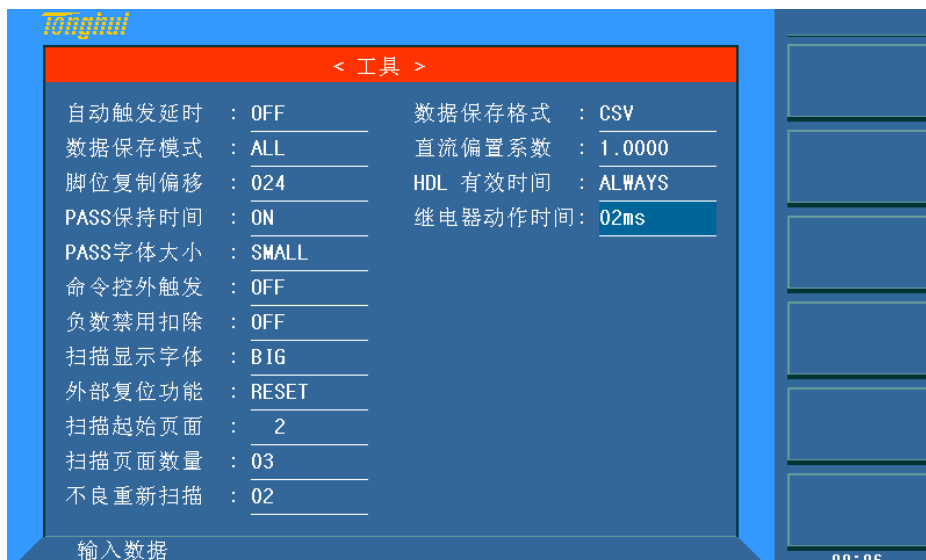 Tonghui
< 工具 >
自动触发延时 : OFF 数据保存格式 : CSV
数据保存模式 : ALL 直流偏置系数 : 1.0000
脚位复制偏移 : 024 HDL 有效时间 : ALWAYS
PASS保持时间 : ON 继电器动作时间: 02ms
PASS字体大小 : SMALL
命令控外触发 : OFF
负数禁用扣除 : OFF
扫描显示字体 : BIG
外部复位功能 : RESET
扫描起始页面 : 2
扫描页面数量 : 03
不良重新扫描 : 02
输入数据